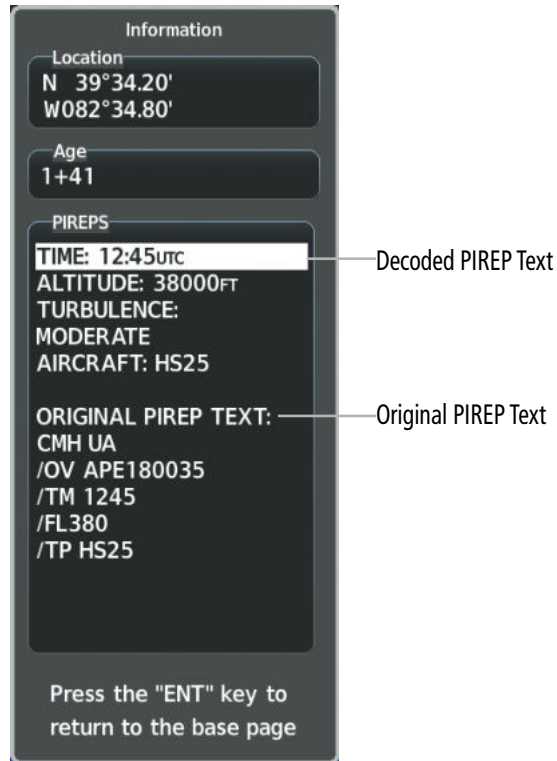 Information
Location
N 39°34.20'
W082°34.80'
Age
1+41
PIREPS
TIME: 12:45UTC
Decoded PIREP Text
ALTITUDE: 38000FT
TURBULENCE:
MODERATE
AIRCRAFT: HS25
ORIGINAL PIREP TEXT:
Original PIREP Text
CMH UA
/OV APE180035
/TM 1245
/FL380
/TP HS25
Press the "ENT" key to
return to the base page